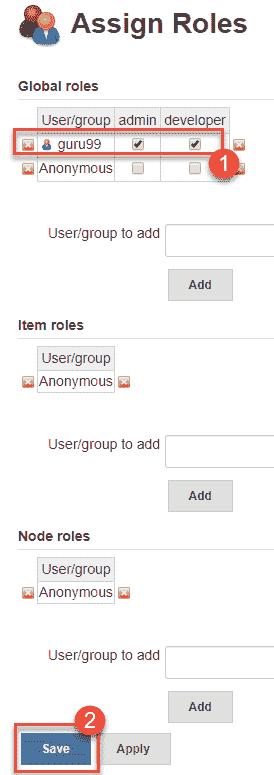 Assign Roles
Global roles
User/group admin developer
guru99
1
Anonymous
User/group to add
Add
Item roles
User/group
Anonymous
User/group to add
Add
Node roles
User/group
Anonymous
User/group to add
Add
2
Save Apply